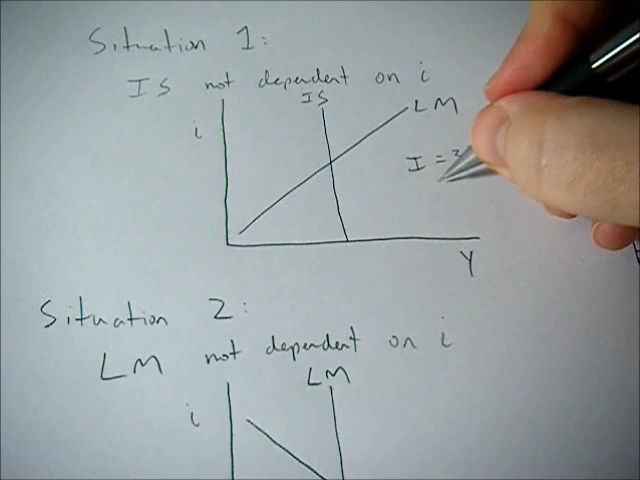 Situation 1:
IS not dependent on i
IS
LM
i
I =
Y
Situation 2:
LM not dependent on i
LM
i